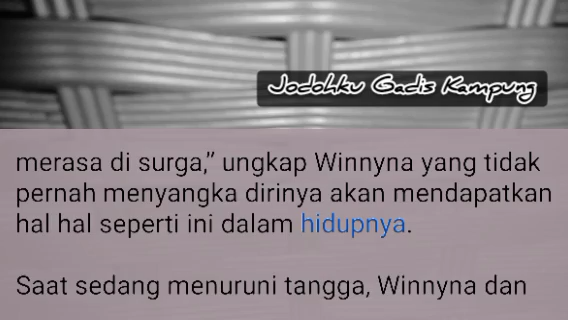 Jodohku Gadis Kampung
merasa di surga,” ungkap Winnyna yang tidak
pernah menyangka dirinya akan mendapatkan
hal hal seperti ini dalam hidupnya.
Saat sedang menuruni tangga, Winnyna dan